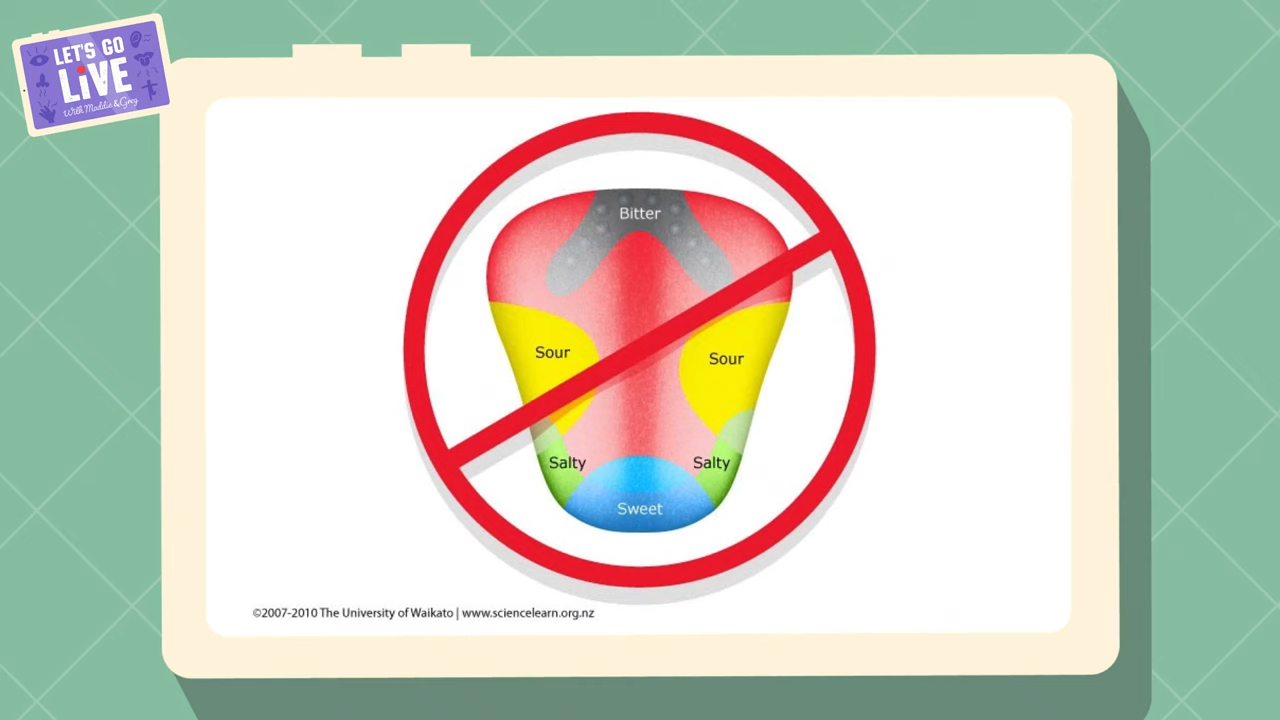 LET'S GO
LIVE
With Maddie & Greg
Bitter
Sour
Sour
Salty
Salty
Sweet
©2007-2010 The University of Waikato | www.sciencelearn.org.nz